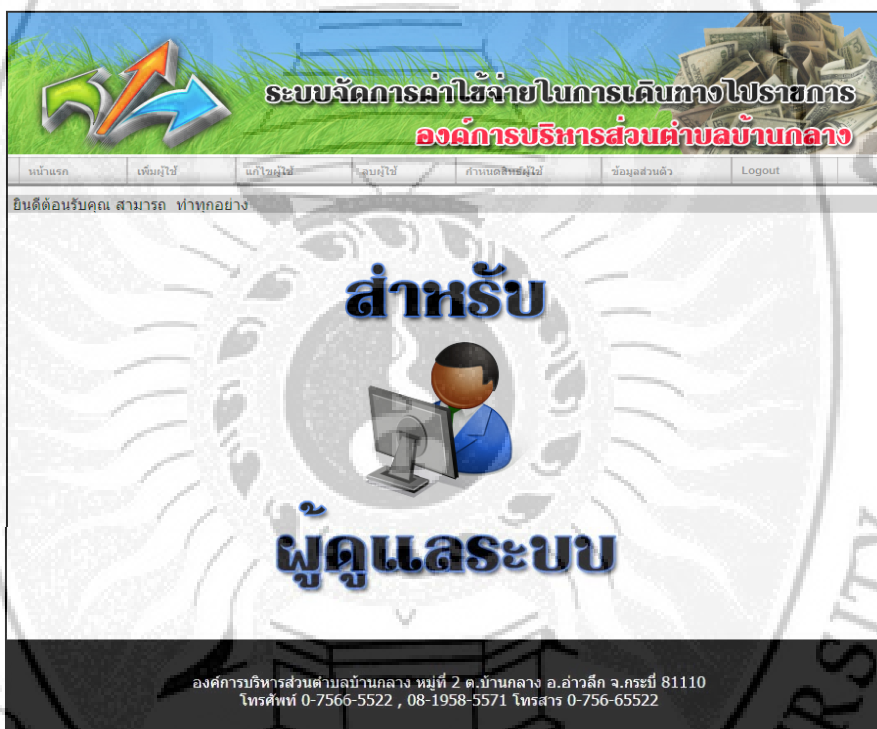 ระบบจัดการค่าใช้จ่ายในการเดินทางไปราชการ
องค์การบริหารส่วนตำบลบ้านกลาง
หน้าแรก เพิ่มผู้ใช้ แก้ไขผู้ใช้ ลบผู้ใช้ กำหนดสิทธิ์ผู้ใช้ ข้อมูลส่วนตัว Logout
ยินดีต้อนรับคุณ สามารถ ทำทุกอย่าง
สำหรับ
ผู้ดูแลระบบ
องค์การบริหารส่วนตำบลบ้านกลาง หมู่ที่ 2 ต.บ้านกลาง อ.อ่าวลึก จ.กระบี่ 81110
โทรศัพท์ 0-7566-5522 , 08-1958-5571 โทรสาร 0-756-65522